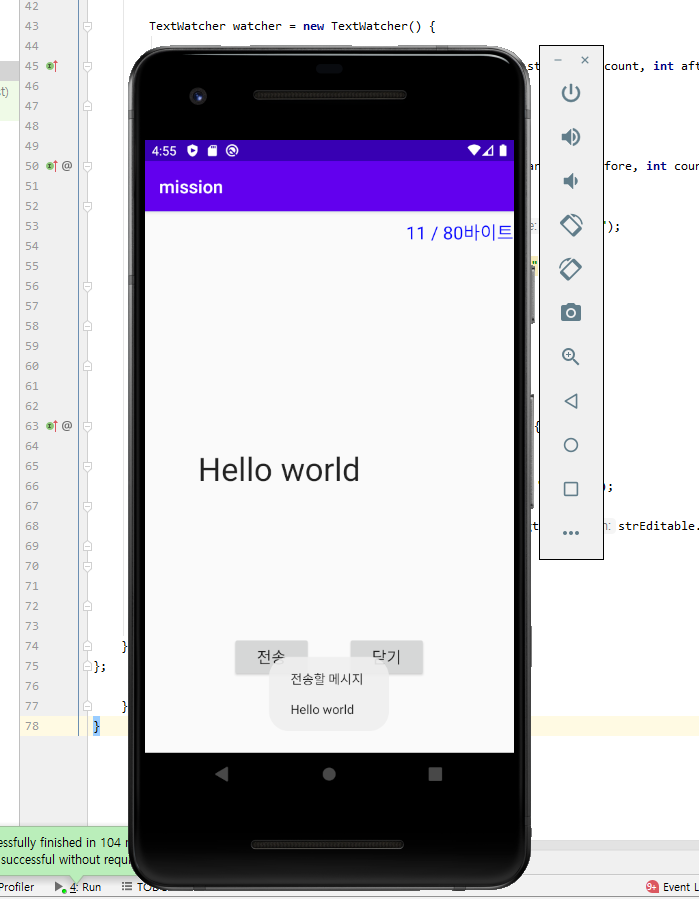 42
43 TextWatcher watcher = new TextWatcher() {
44
45 count, int aft
46
47
48
49
50 @ fore, int coun
51
52
53 ");
54
55
56
57
58
59
60
61
62
63 @ {
64
65
66 );
67
68 strEditable.
69
70
71
72
73
74 }
75 };
76
77 }
78 }
4:55
mission
11 / 80바이트
Hello world
전송 닫기
전송할 메시지
Hello world
essfully finished in 104
successful without requi
Profiler 4: Run TOD 9+ Event L